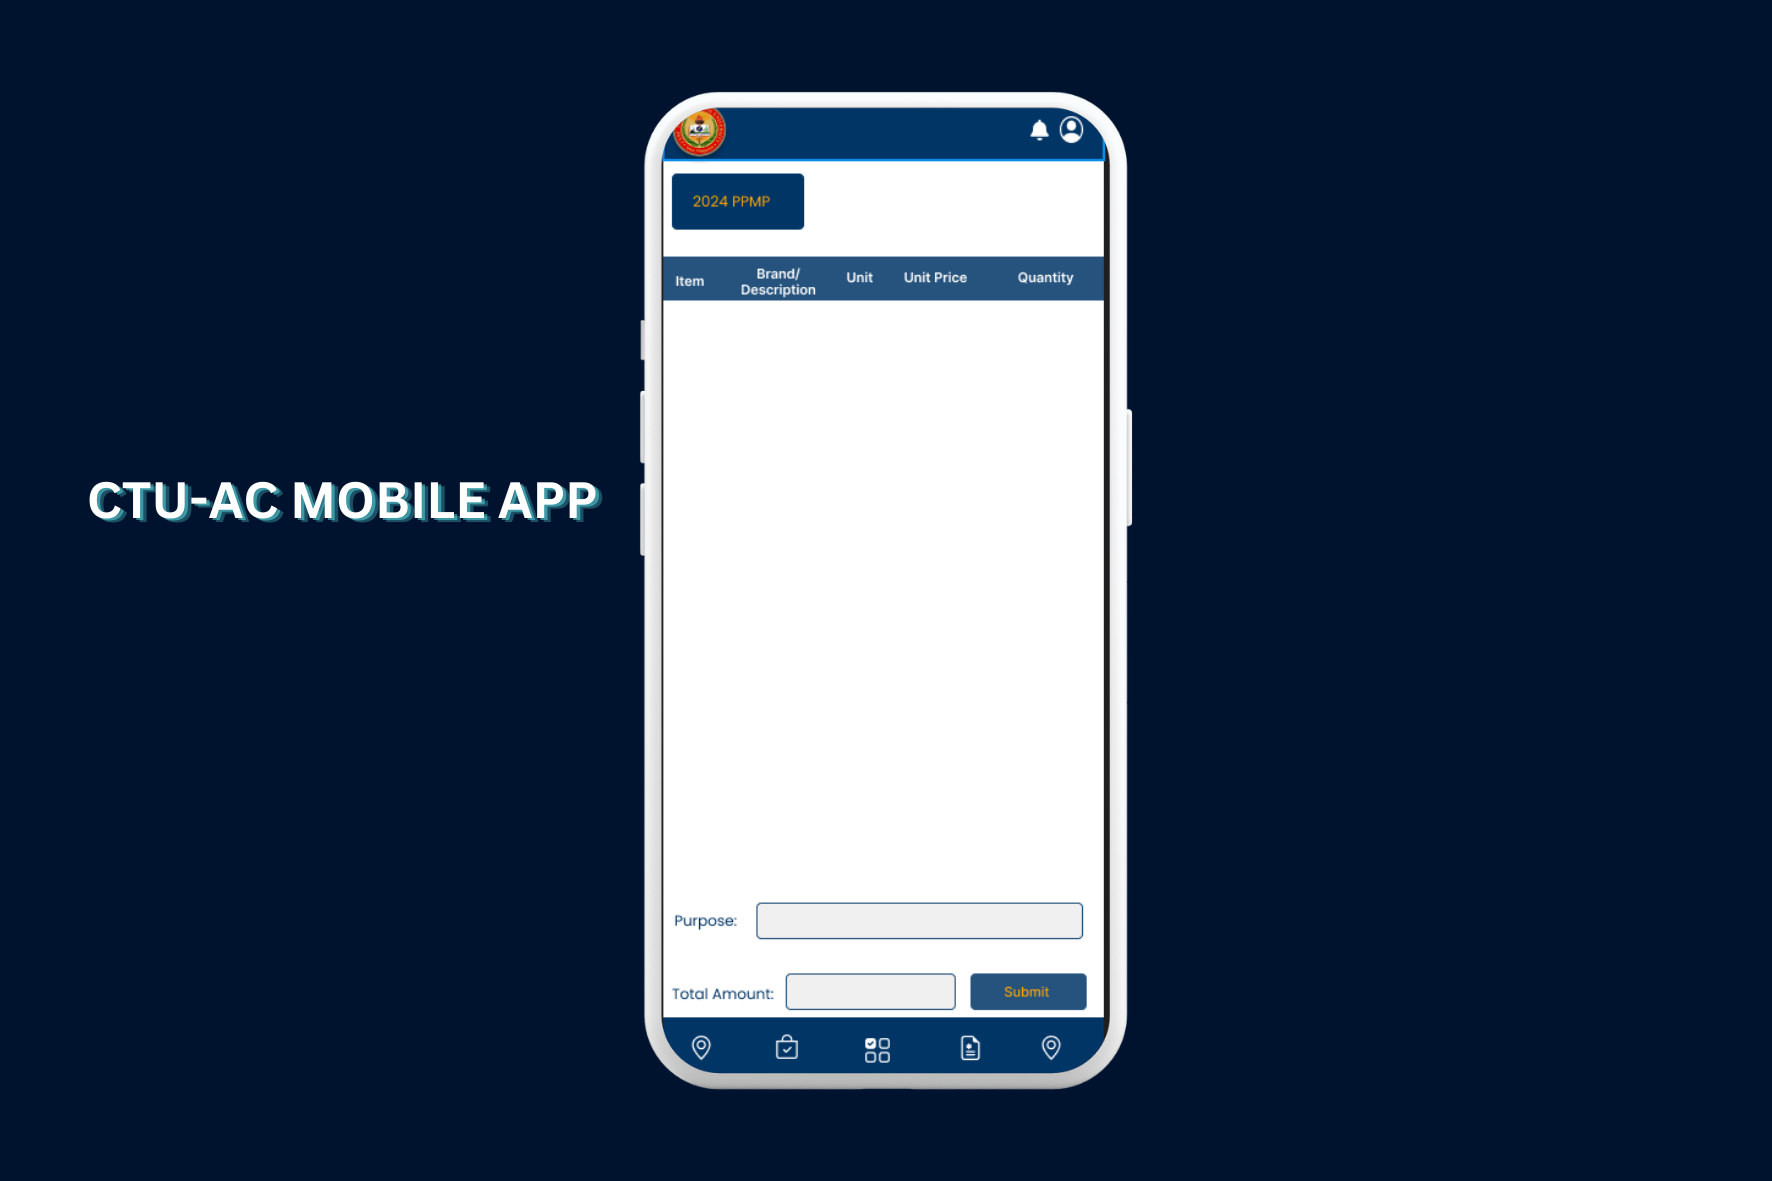 CTU-AC MOBILE APP
2024 PPMP
Item
Brand/
Description
Unit
Unit Price
Quantity
Purpose:
Total Amount:
Submit